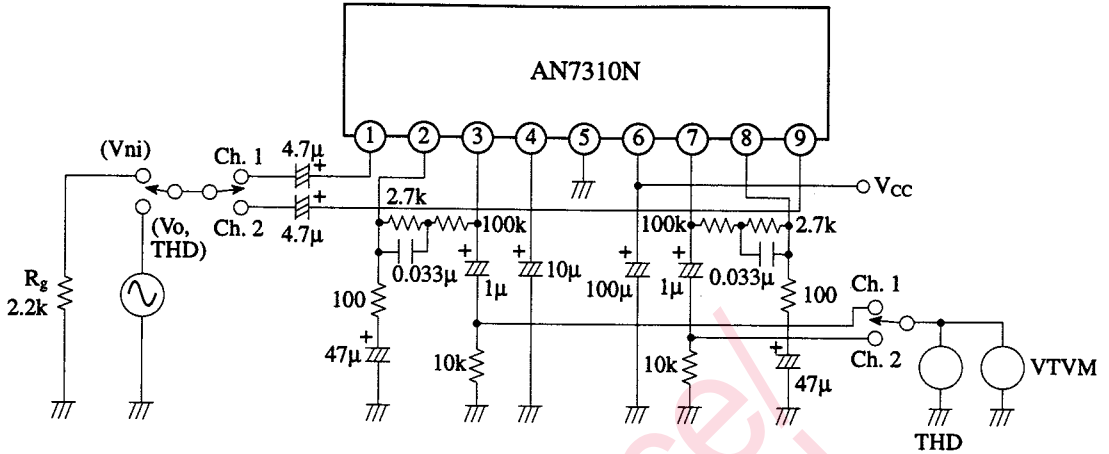 AN7310N
1 2 3 4 5 6 7 8 9
(Vni)
Ch. 1
4.7µ
+
VCC
+
Ch. 2
4.7µ
(Vo,
THD)
Rg
2.2k
2.7k
100k
0.033µ
100
+
47µ
+
1µ
10k
+
10µ
+
100µ
100k
2.7k
0.033µ
+
1µ
10k
100
+
47µ
Ch. 1
Ch. 2
VTVM
THD